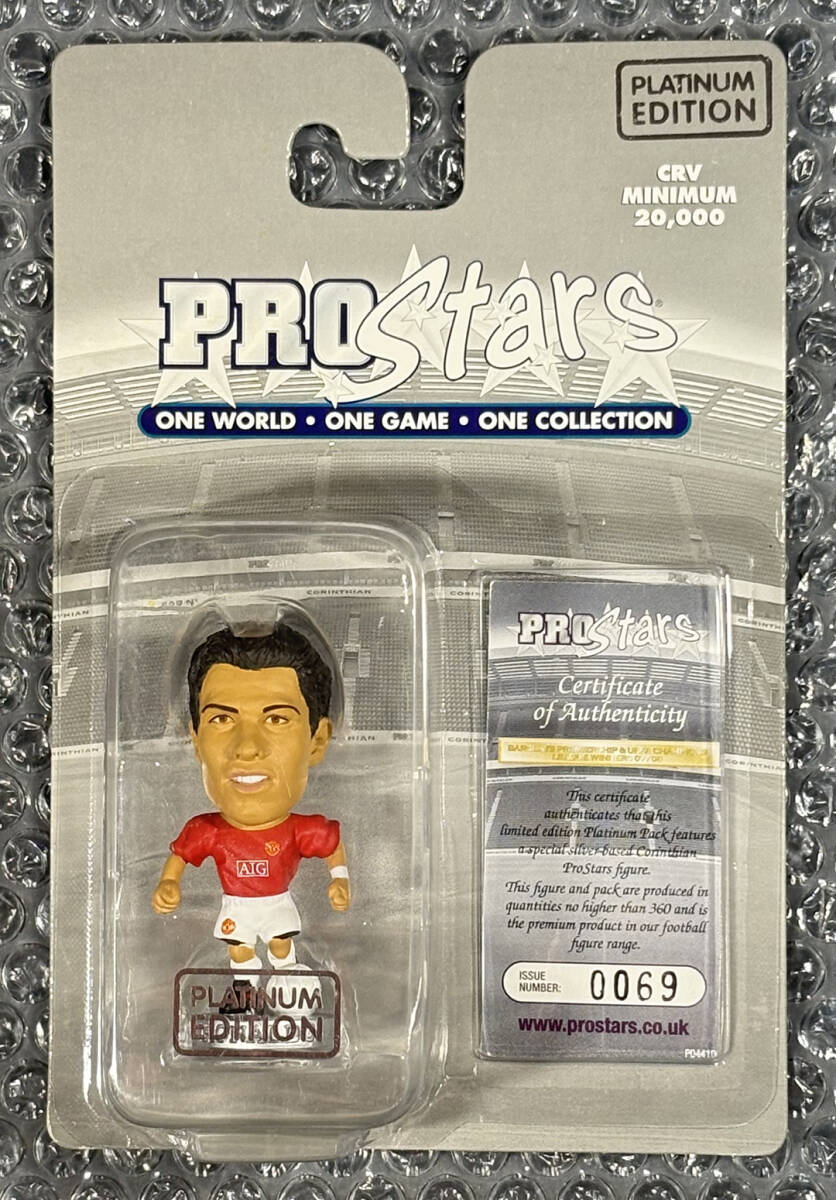 PLATINUM
EDITION
CRV
MINIMUM
20,000
PROStars
ONE WORLD • ONE GAME • ONE COLLECTION
CORINTHIAN
PROStars
Certificate
of Authenticity
This certificate
authenticates that this
limited edition Platinum Pack features
a special silver-based Corinthian
ProStars figure.
This figure and pack are produced in
quantities no higher than 360 and is
the premium product in our football
figure range.
ISSUE
NUMBER: 0069
www.prostars.co.uk
AIG
PLATINUM
EDITION